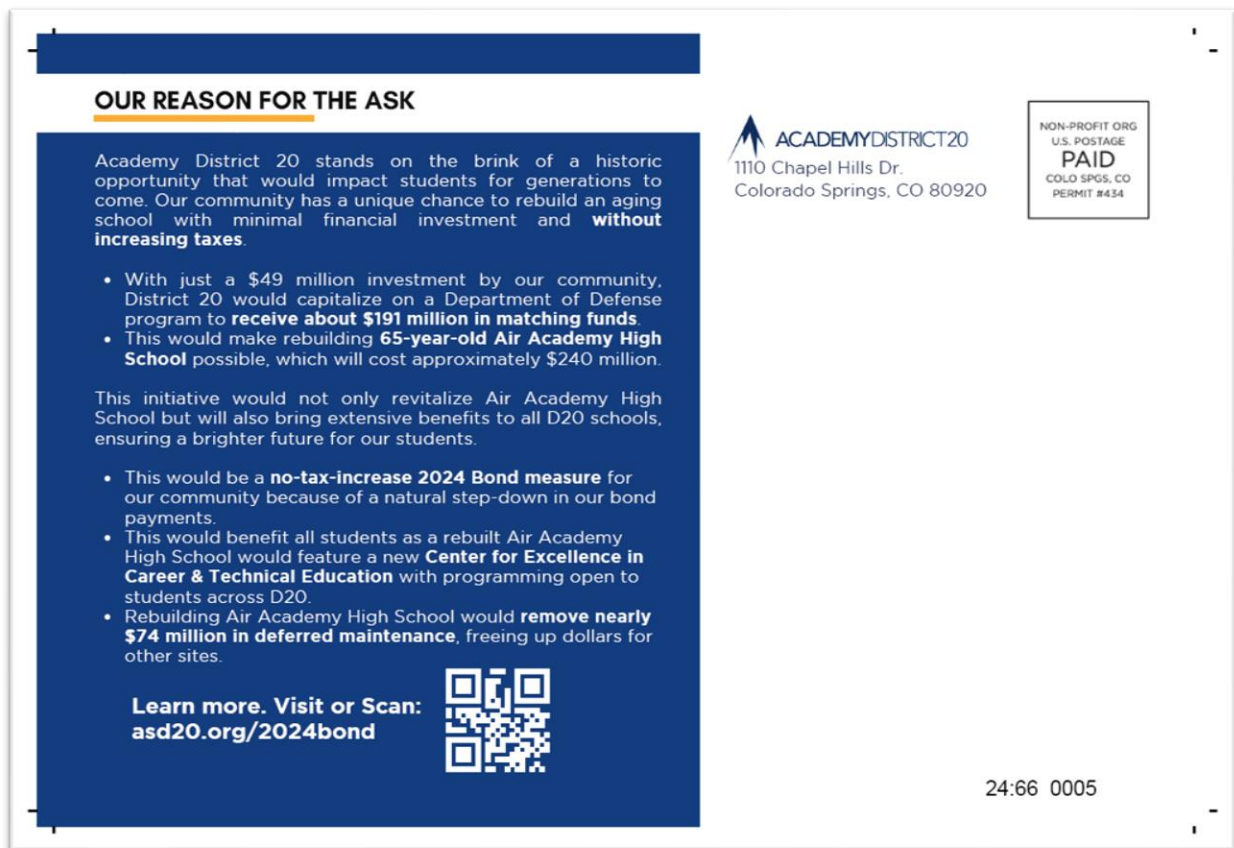 OUR REASON FOR THE ASK
Academy District 20 stands on the brink of a historic
opportunity that would impact students for generations to
come. Our community has a unique chance to rebuild an aging
school with minimal financial investment and without
increasing taxes.
• With just a $49 million investment by our community,
District 20 would capitalize on a Department of Defense
program to receive about $191 million in matching funds.
• This would make rebuilding 65-year-old Air Academy High
School possible, which will cost approximately $240 million.
This initiative would not only revitalize Air Academy High
School but will also bring extensive benefits to all D20 schools,
ensuring a brighter future for our students.
• This would be a no-tax-increase 2024 Bond measure for
our community because of a natural step-down in our bond
payments.
• This would benefit all students as a rebuilt Air Academy
High School would feature a new Center for Excellence in
Career & Technical Education with programming open to
students across D20.
• Rebuilding Air Academy High School would remove nearly
$74 million in deferred maintenance, freeing up dollars for
other sites.
Learn more. Visit or Scan:
asd20.org/2024bond
ACADEMYDISTRICT20
1110 Chapel Hills Dr.
Colorado Springs, CO 80920
NON-PROFIT ORG
U.S. POSTAGE
PAID
COLO SPGS, CO
PERMIT #434
24:66 0005